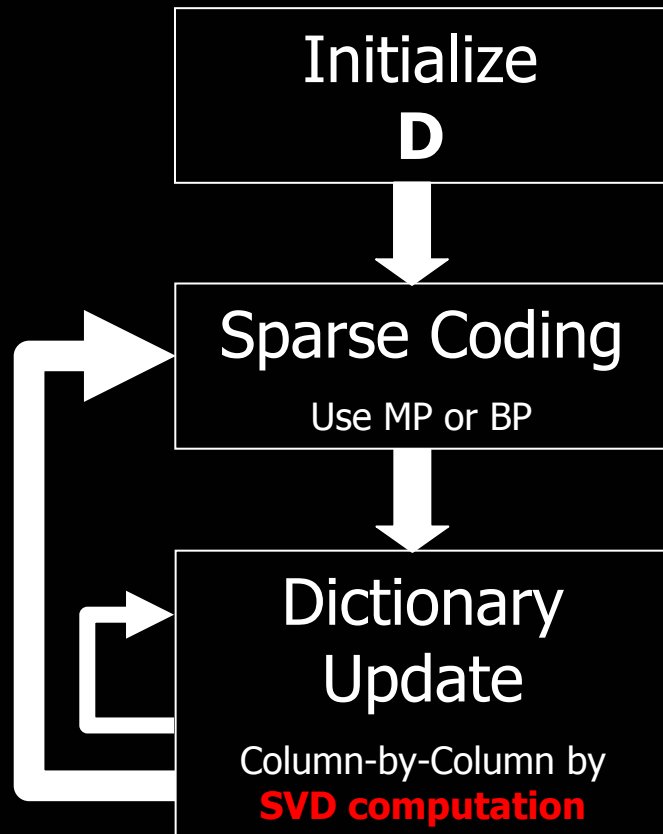 Initialize
D
Sparse Coding
Use MP or BP
Dictionary
Update
Column-by-Column by
SVD computation